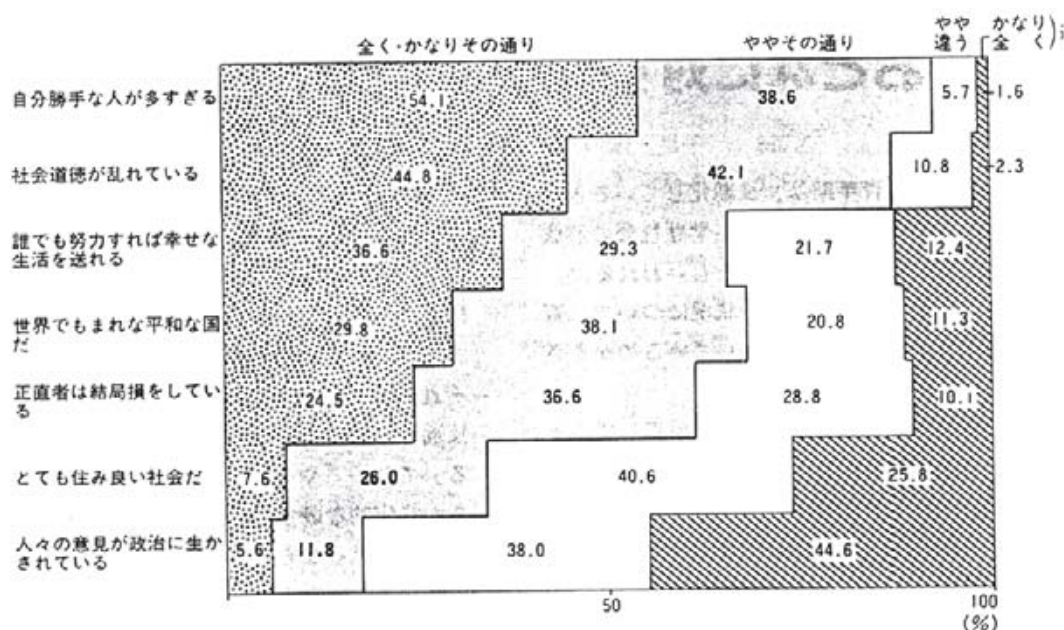 全く・かなりその通り
ややその通り
やや
違う
かなり
全く
自分勝手な人が多すぎる
54.1
38.6
5.7
1.6
社会道徳が乱れている
44.8
42.1
10.8
2.3
誰でも努力すれば幸せな
生活を送れる
36.6
29.3
21.7
12.4
世界でもまれな平和な国
だ
29.8
38.1
20.8
11.3
正直者は結局損をしてい
る
24.5
36.6
28.8
10.1
とても住み良い社会だ
7.6
26.0
40.6
25.8
人々の意見が政治に生か
されている
5.6
11.8
38.0
44.6
50
100
(%)